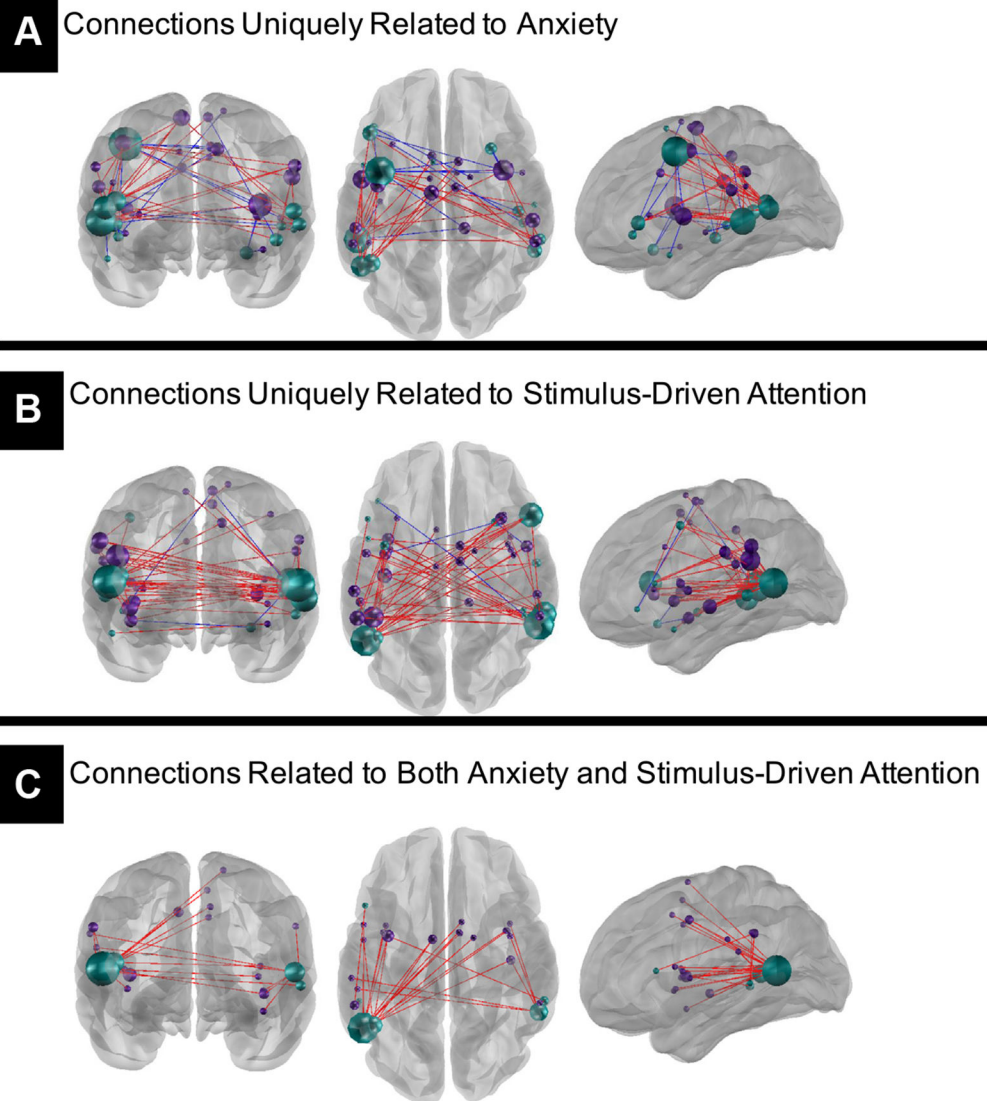 A Connections Uniquely Related to Anxiety
B Connections Uniquely Related to Stimulus-Driven Attention
C Connections Related to Both Anxiety and Stimulus-Driven Attention